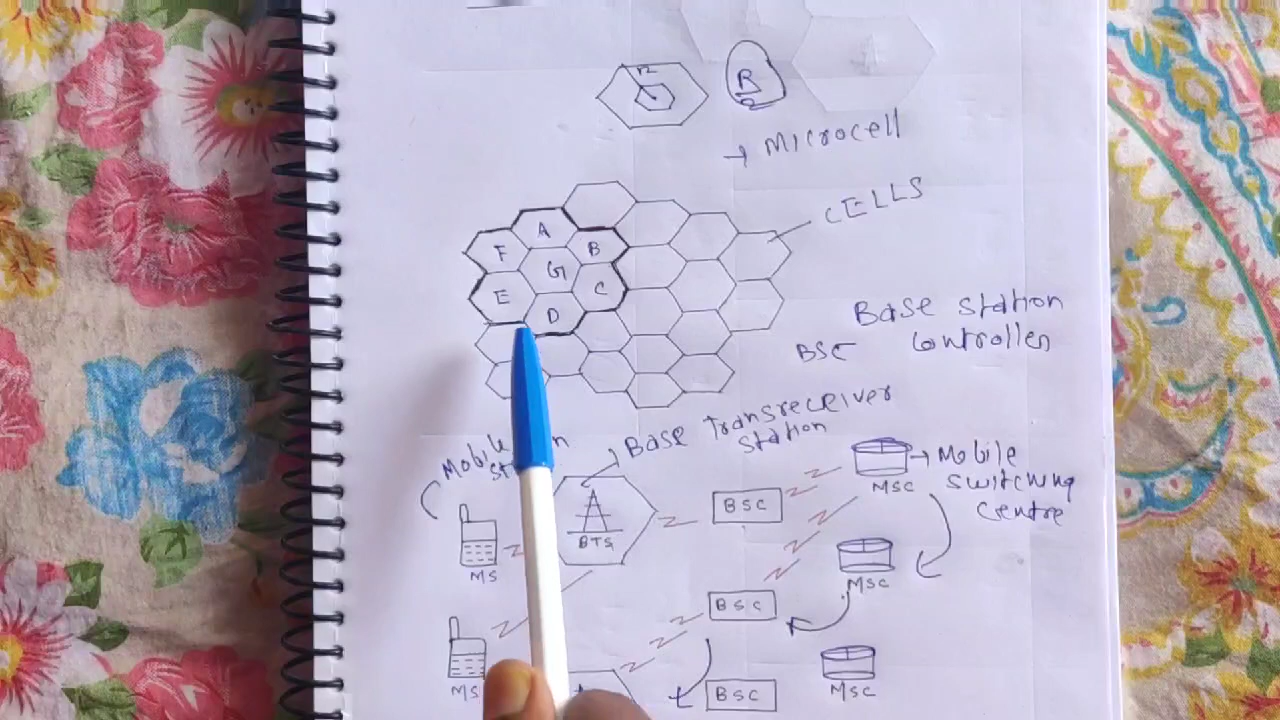 R
R
2
→ Microcell
CELLS
A
F
B
G
E
C
D
Base station
BSC controller
Base Transreceiver
station
Mobile
MSC → Mobile
switching
centre
BSC
BTS
MS
MSC
BSC
MS
MSC
BSC